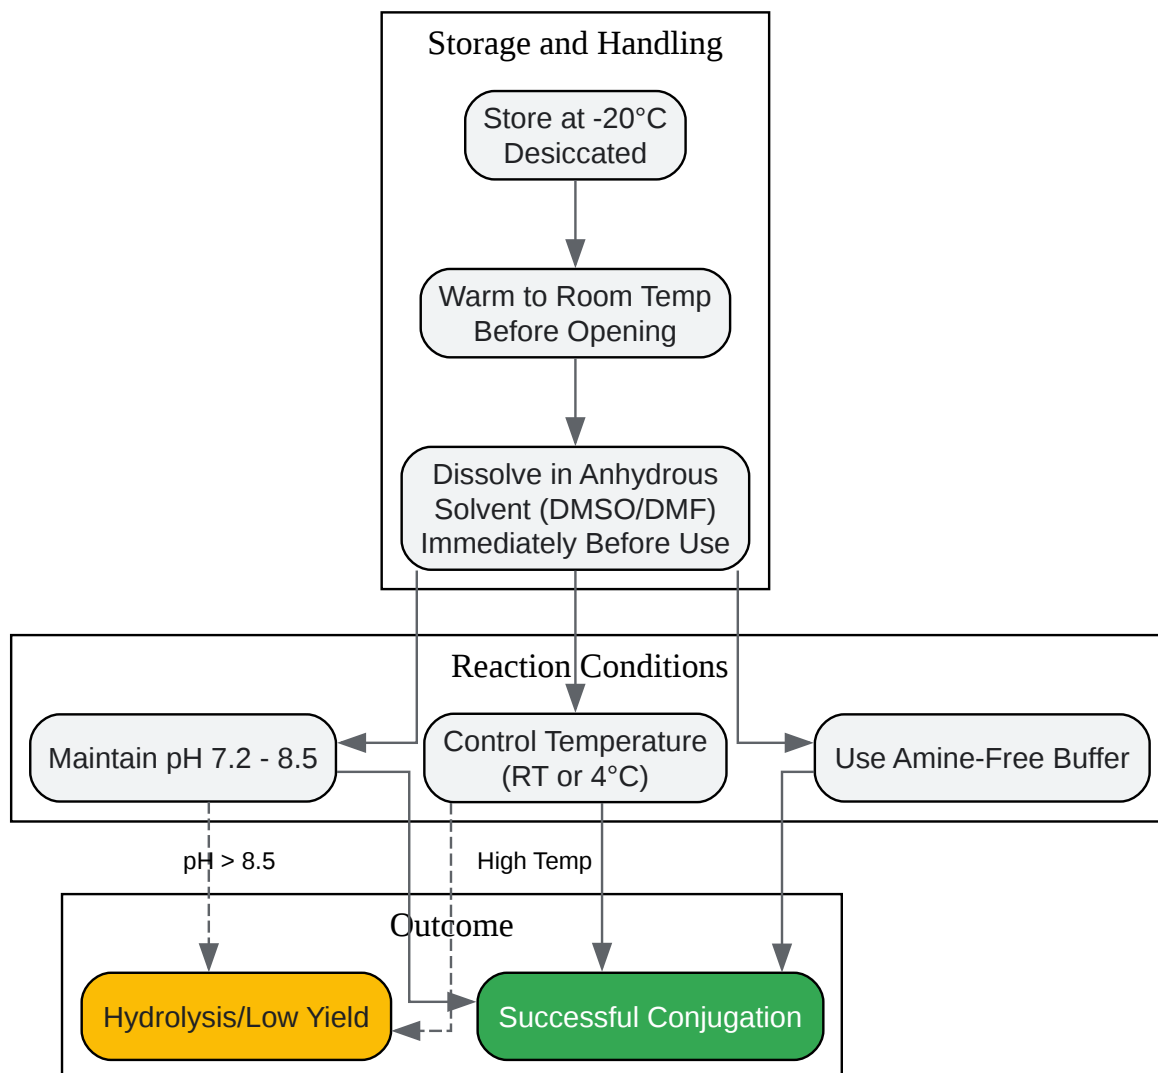 Storage and Handling
Store at -20°C
Desiccated
Warm to Room Temp
Before Opening
Dissolve in Anhydrous
Solvent (DMSO/DMF)
Immediately Before Use
Reaction Conditions
Maintain pH 7.2 - 8.5
Control Temperature
(RT or 4°C)
Use Amine-Free Buffer
pH > 8.5
High Temp
Outcome
Hydrolysis/Low Yield
Successful Conjugation